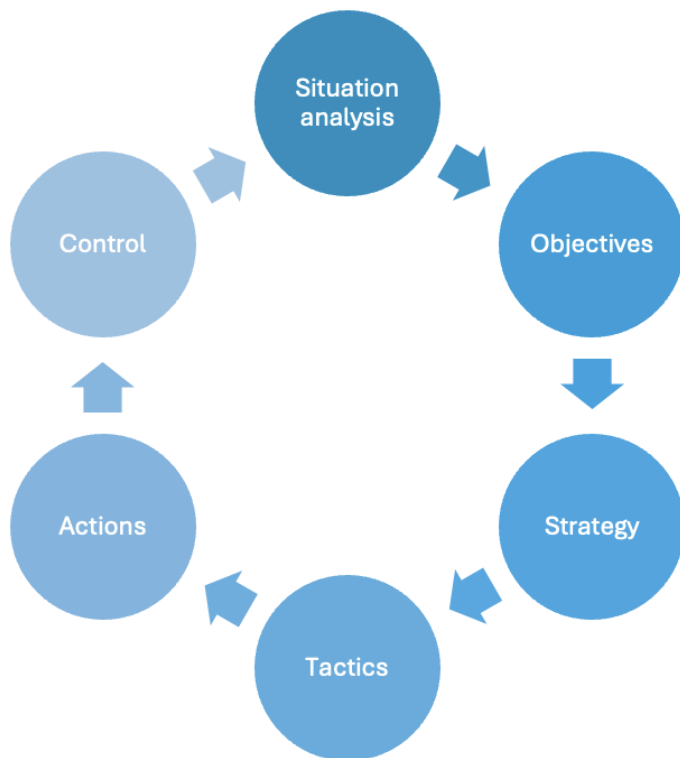 Situation
analysis
Objectives
Strategy
Tactics
Actions
Control